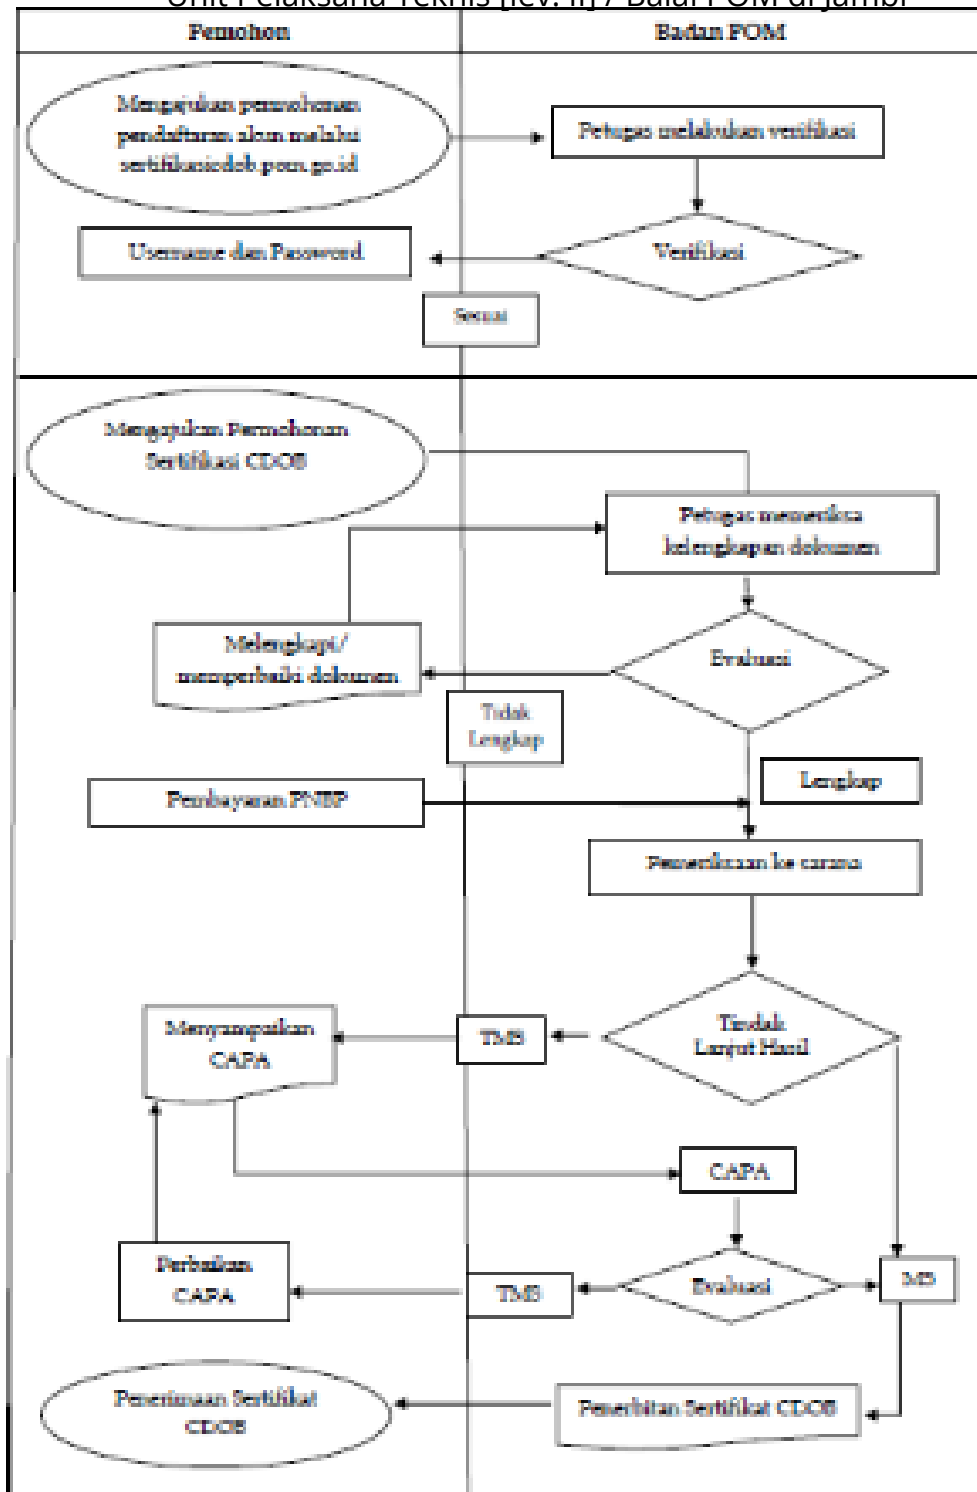 Unit Pelaksana Teknis [lev. II] / Balai POM di Jambi
Pemohon
Badan POM
Mengajukan permohonan
pendaftaran akun melalui
sertifikasicdob.pom.go.id
Petugas melakukan verifikasi
Username dan Password
Verifikasi
Sesuai
Mengajukan Permohonan
Sertifikasi CDOB
Petugas memeriksa
kelengkapan dokumen
Melengkapi/
memperbaiki dokumen
Evaluasi
Tidak
Lengkap
Lengkap
Pembayaran PNBP
Pemeriksaan ke sarana
Menyampaikan
CAPA
TMS
Tindak
Lanjut Hasil
CAPA
Perbaikan
CAPA
TMS
Evaluasi
MS
Penerimaan Sertifikat
CDOB
Penerbitan Sertifikat CDOB